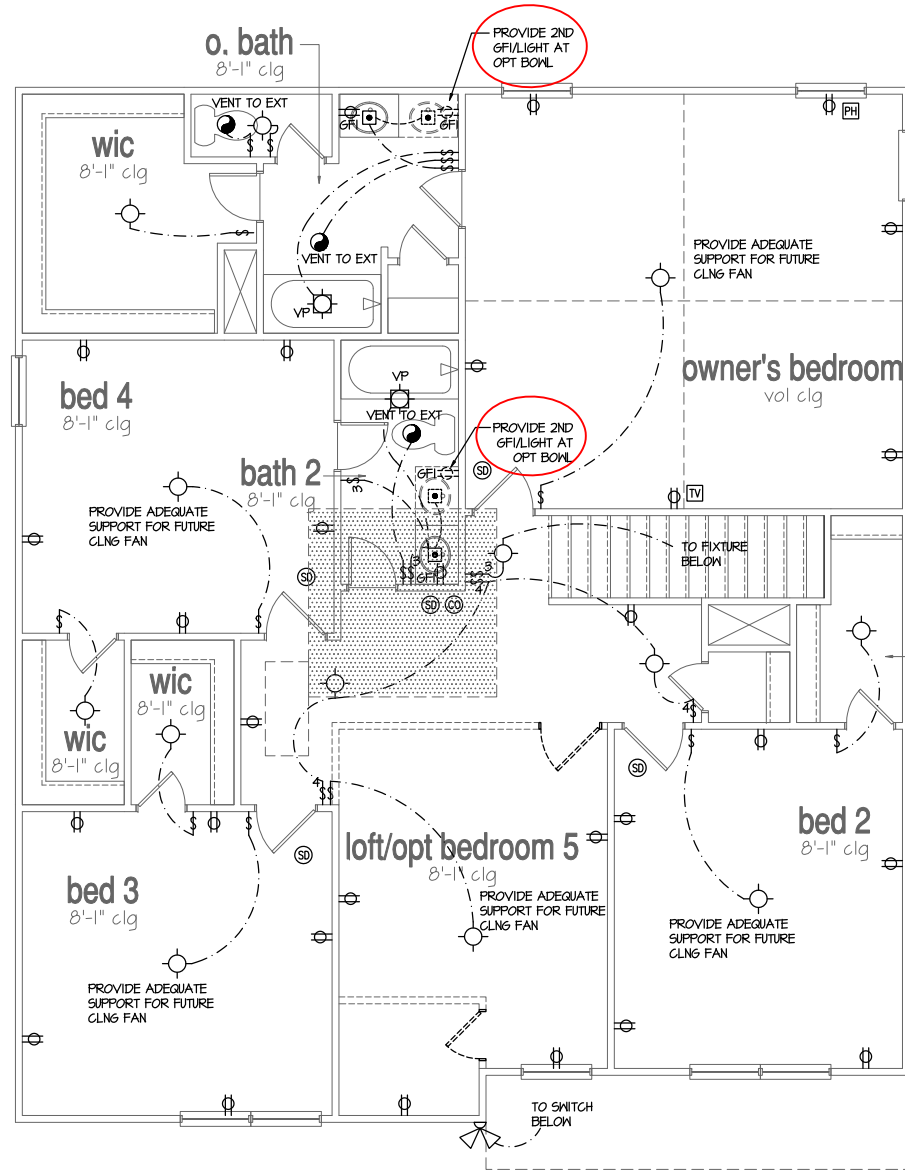 PROVIDE 2ND
GFI/LIGHT AT
OPT BOWL
o. bath
8'-1" clg
VENT TO EXT
GFI
GFI
PH
wic
8'-1" clg
$
$
$
$
$
$
VENT TO EXT
VP
PROVIDE ADEQUATE
SUPPORT FOR FUTURE
CLNG FAN
owner's bedroom
vol clg
bed 4
8'-1" clg
VP
VENT TO EXT
PROVIDE 2ND
GFI/LIGHT AT
OPT BOWL
bath 2
GFI
SD
3
$
$
TV
PROVIDE ADEQUATE
SUPPORT FOR FUTURE
CLNG FAN
TO FIXTURE
BELOW
3
$
$
GFI
3
$
$
4
SD
SD
CO
$
$
wic
8'-1" clg
wic
8'-1" clg
4
$
$
$
$
SD
4
$
$
$
$
SD
bed 2
8'-1" clg
loft/opt bedroom 5
8'-1" clg
bed 3
8'-1" clg
PROVIDE ADEQUATE
SUPPORT FOR FUTURE
CLNG FAN
PROVIDE ADEQUATE
SUPPORT FOR FUTURE
CLNG FAN
PROVIDE ADEQUATE
SUPPORT FOR FUTURE
CLNG FAN
TO SWITCH
BELOW